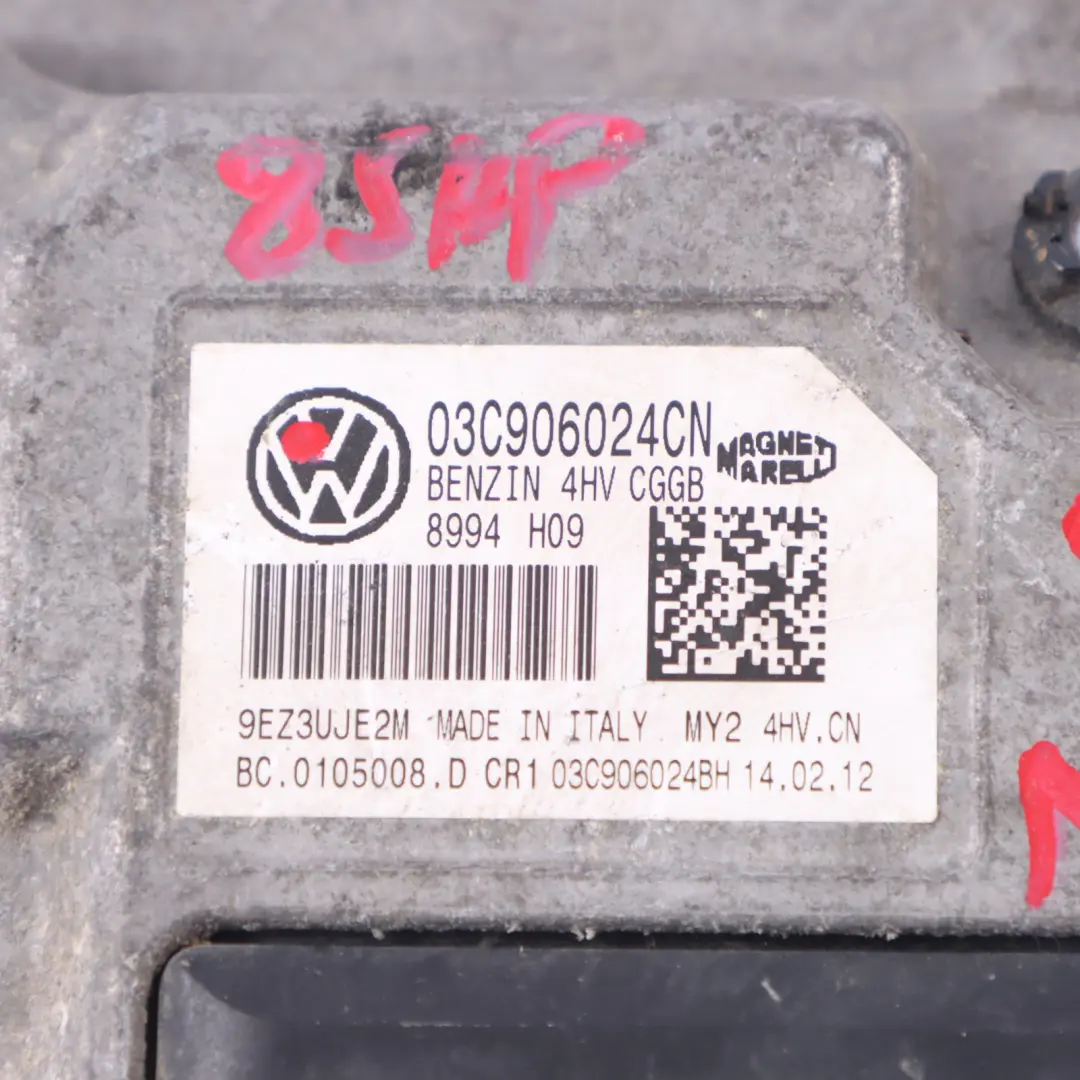 85HP
03C906024CN
MAGNETI
MARELLI
BENZIN 4HV CGGB
8994 H09
9EZ3UJE2M MADE IN ITALY MY2 4HV.CN
BC.0105008.D CR1 03C906024BH 14.02.12